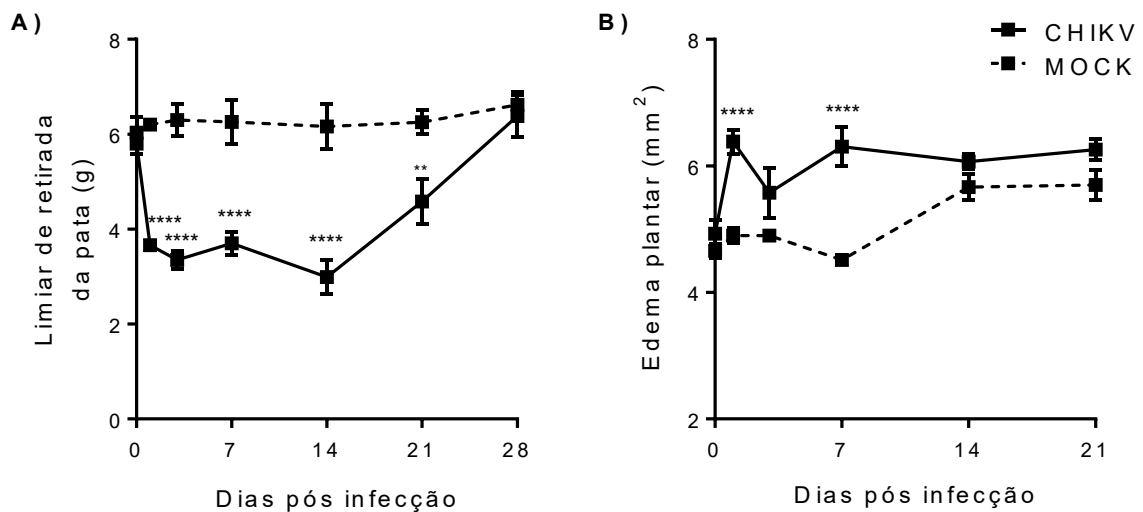 A)
Limiar de retirada
da pata (g)
8
6
4
2
0
****
****
****
****
**
0 7 14 21 28
Dias pós infecção
B)
CHIKV
MOCK
Edema plantar (mm²)
8
6
4
2
****
****
0 7 14 21
Dias pós infecção